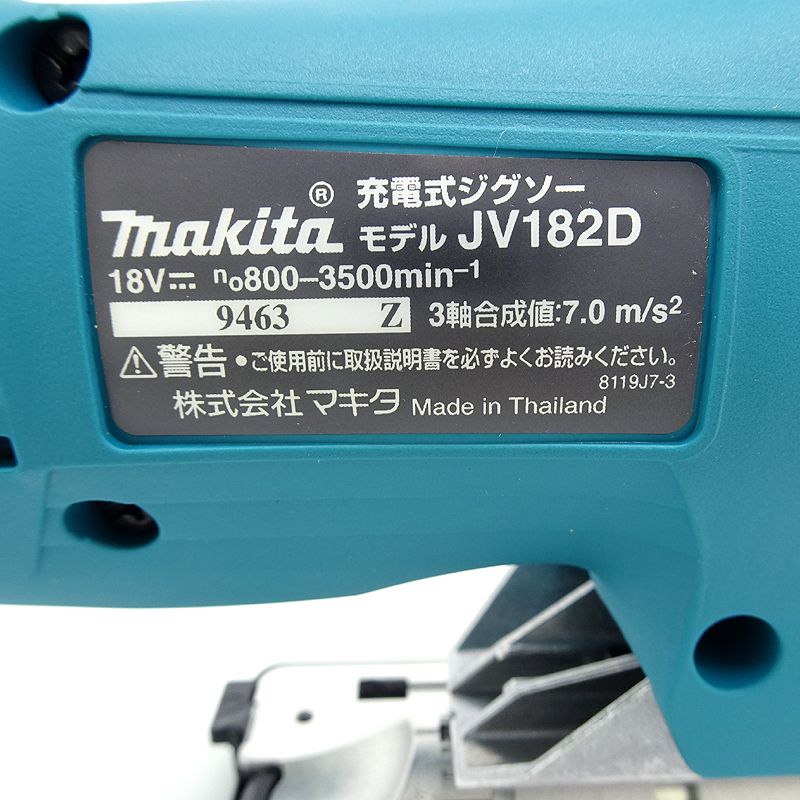 ® 充電式ジグソー
makita モデル JV182D
18V⎓ n₀800–3500min⁻¹
9463 Z 3軸合成値:7.0 m/s²
⚠警告 •ご使用前に取扱説明書を必ずよくお読みください。
8119J7-3
株式会社 マキタ Made in Thailand